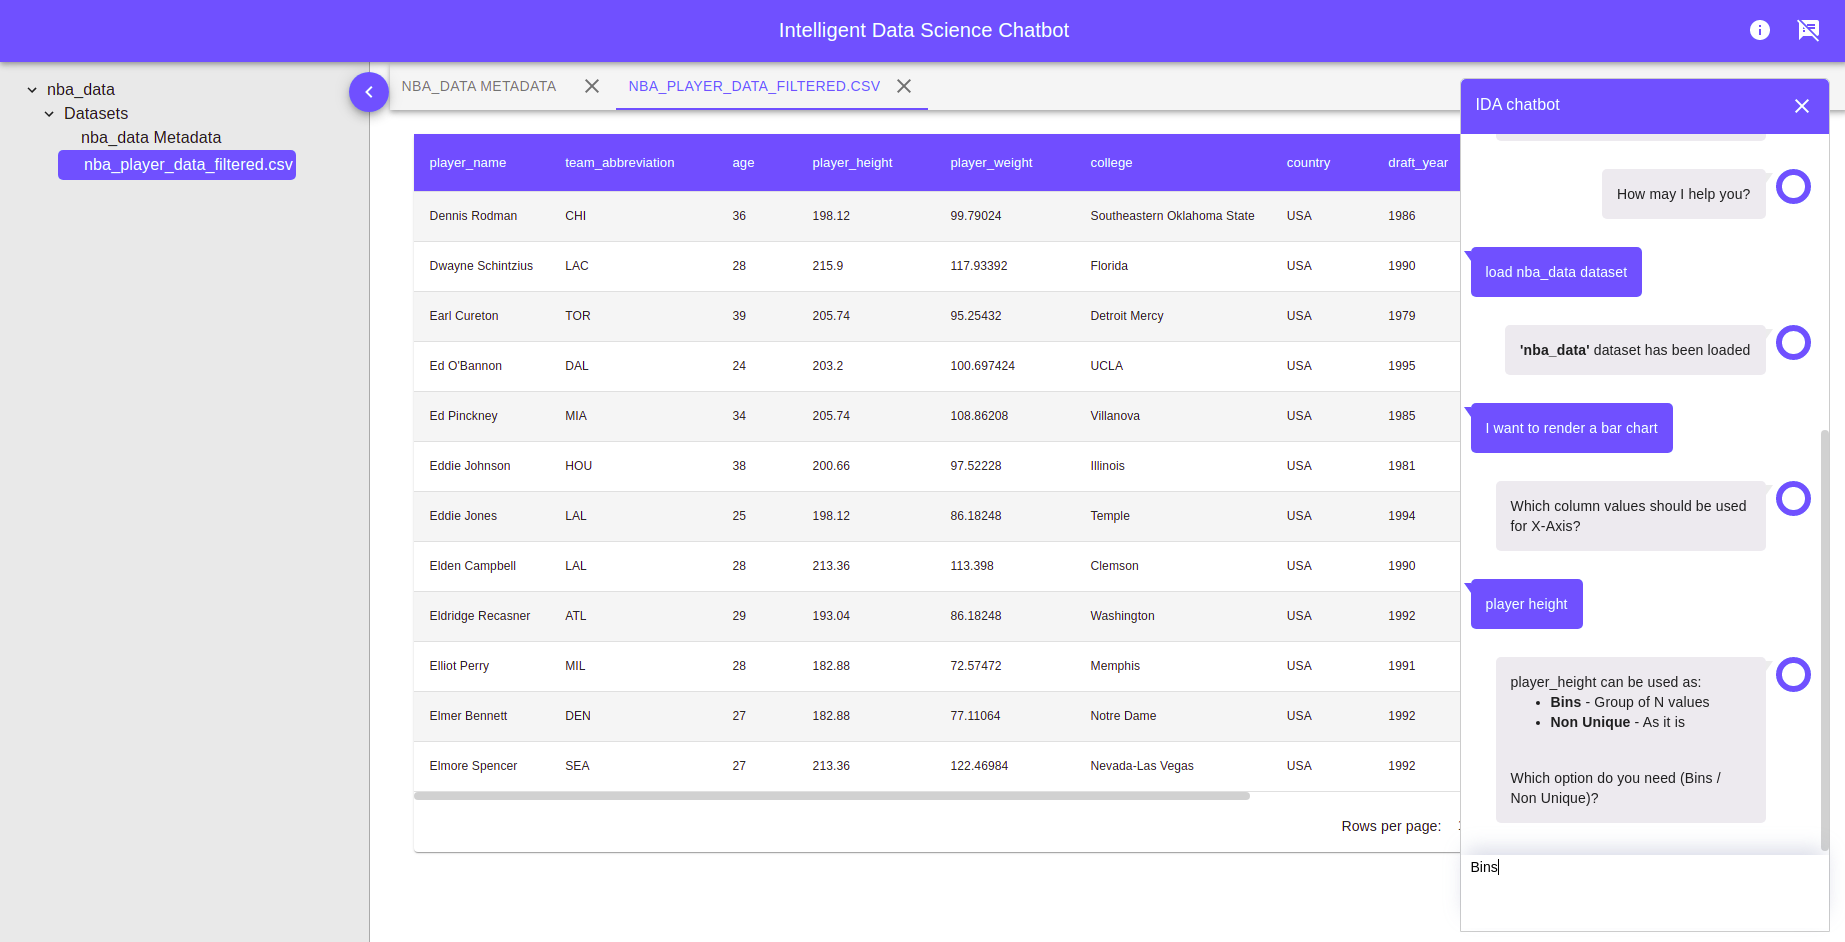 Intelligent Data Science Chatbot
nba_data
Datasets
nba_data Metadata
nba_player_data_filtered.csv
NBA_DATA METADATA
NBA_PLAYER_DATA_FILTERED.CSV
player_name team_abbreviation age player_height player_weight college country draft_year
Dennis Rodman CHI 36 198.12 99.79024 Southeastern Oklahoma State USA 1986
Dwayne Schintzius LAC 28 215.9 117.93392 Florida USA 1990
Earl Cureton TOR 39 205.74 95.25432 Detroit Mercy USA 1979
Ed O'Bannon DAL 24 203.2 100.697424 UCLA USA 1995
Ed Pinckney MIA 34 205.74 108.86208 Villanova USA 1985
Eddie Johnson HOU 38 200.66 97.52228 Illinois USA 1981
Eddie Jones LAL 25 198.12 86.18248 Temple USA 1994
Elden Campbell LAL 28 213.36 113.398 Clemson USA 1990
Eldridge Recasner ATL 29 193.04 86.18248 Washington USA 1992
Elliot Perry MIL 28 182.88 72.57472 Memphis USA 1991
Elmer Bennett DEN 27 182.88 77.11064 Notre Dame USA 1992
Elmore Spencer SEA 27 213.36 122.46984 Nevada-Las Vegas USA 1992
Rows per page:
IDA chatbot
How may I help you?
load nba_data dataset
'nba_data' dataset has been loaded
I want to render a bar chart
Which column values should be used
for X-Axis?
player height
player_height can be used as:
• Bins - Group of N values
• Non Unique - As it is
Which option do you need (Bins /
Non Unique)?
Bins